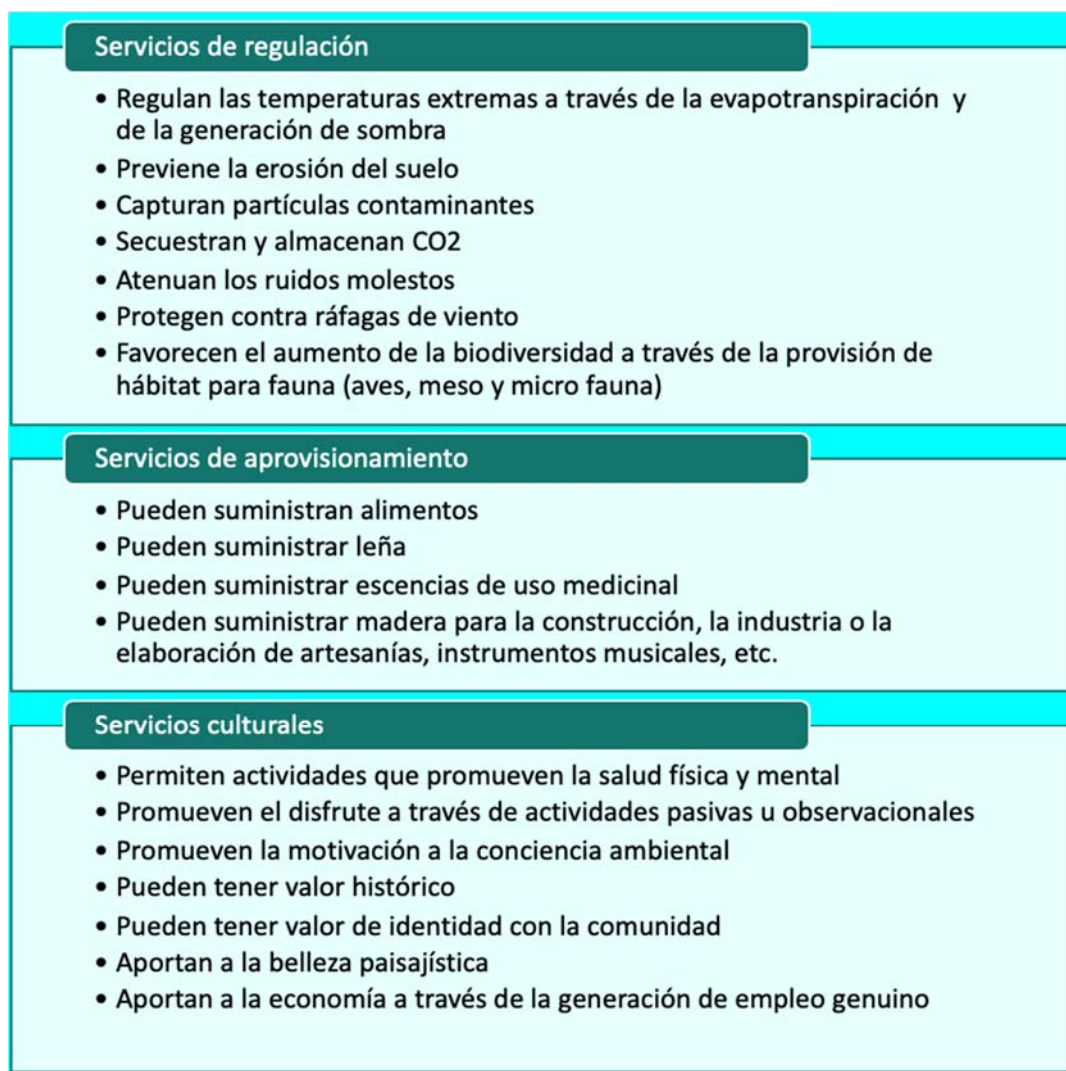 Servicios de regulación
• Regulan las temperaturas extremas a través de la evapotranspiración y
de la generación de sombra
• Previene la erosión del suelo
• Capturan partículas contaminantes
• Secuestran y almacenan CO2
• Atenuan los ruidos molestos
• Protegen contra ráfagas de viento
• Favorecen el aumento de la biodiversidad a través de la provisión de
hábitat para fauna (aves, meso y micro fauna)
Servicios de aprovisionamiento
• Pueden suministran alimentos
• Pueden suministrar leña
• Pueden suministrar escencias de uso medicinal
• Pueden suministrar madera para la construcción, la industria o la
elaboración de artesanías, instrumentos musicales, etc.
Servicios culturales
• Permiten actividades que promueven la salud física y mental
• Promueven el disfrute a través de actividades pasivas u observacionales
• Promueven la motivación a la conciencia ambiental
• Pueden tener valor histórico
• Pueden tener valor de identidad con la comunidad
• Aportan a la belleza paisajística
• Aportan a la economía a través de la generación de empleo genuino